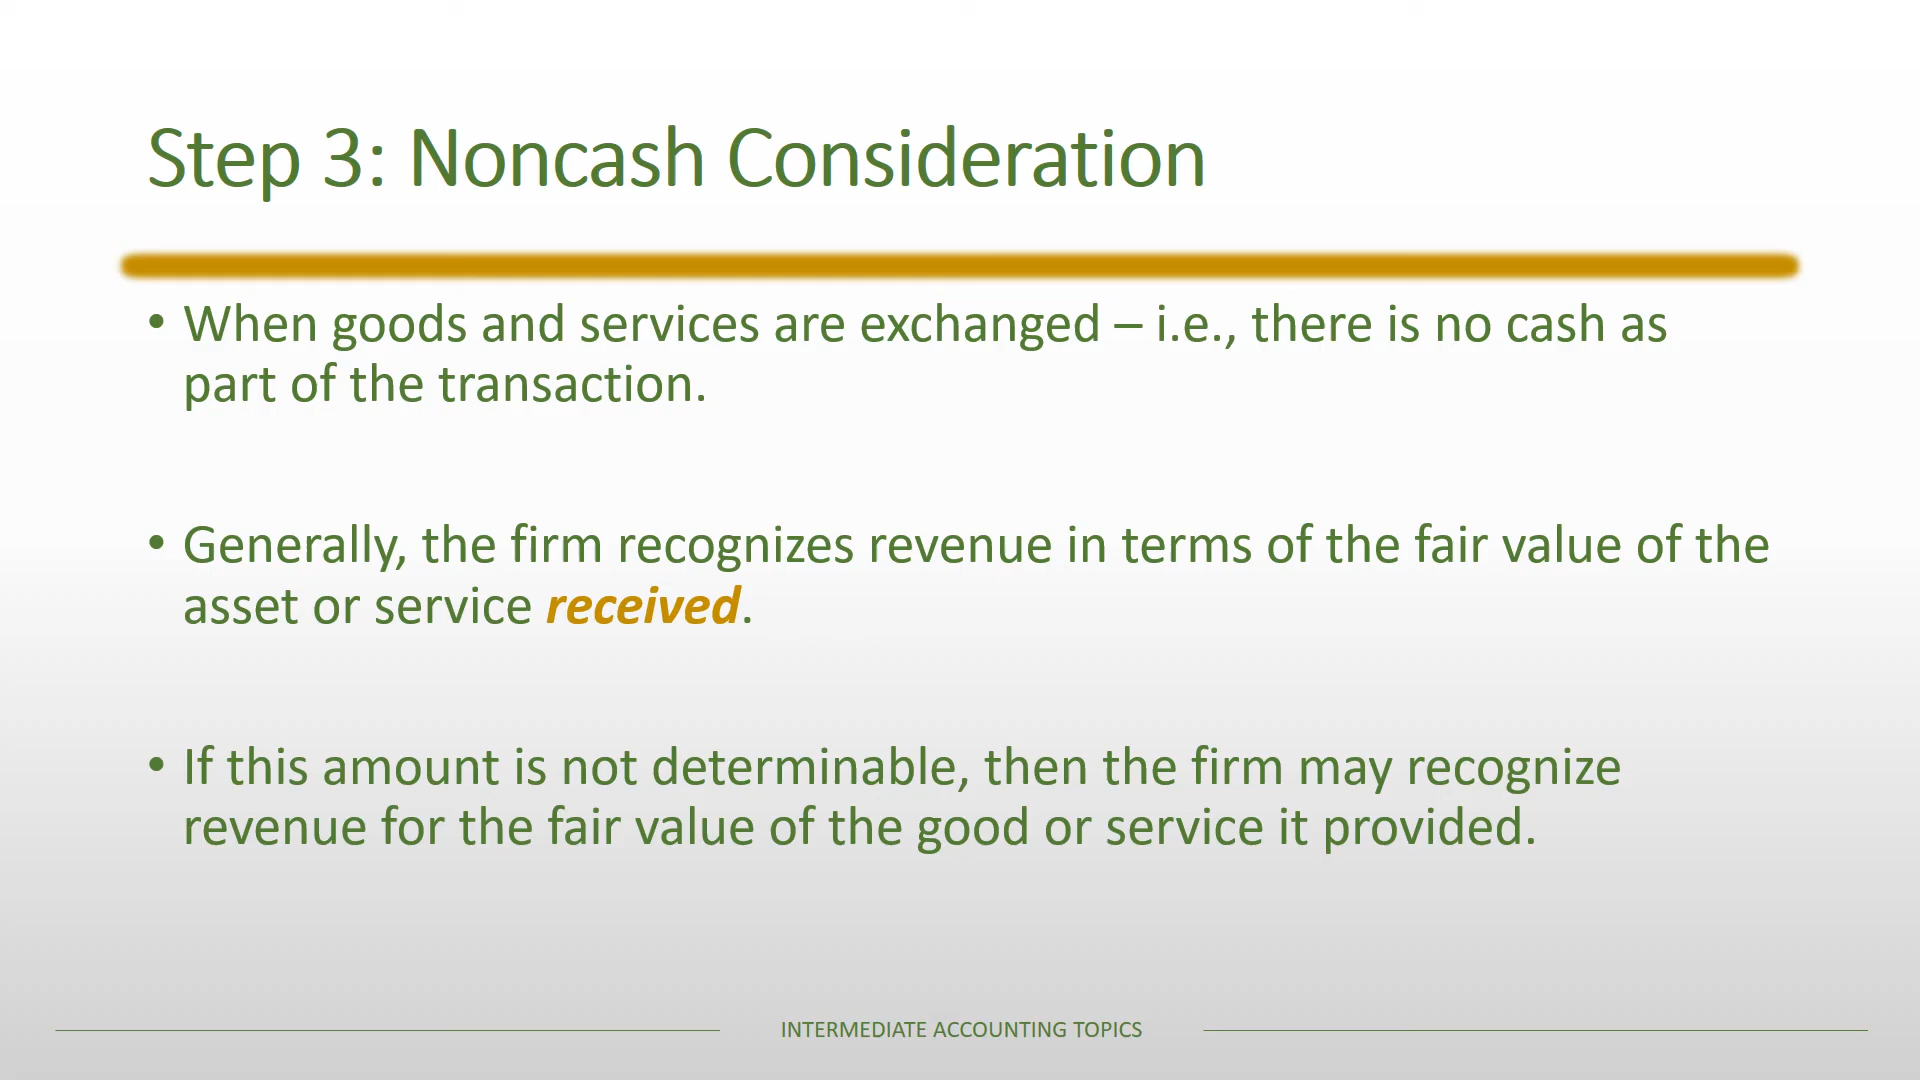 Step 3: Noncash Consideration
• When goods and services are exchanged – i.e., there is no cash as
part of the transaction.
• Generally, the firm recognizes revenue in terms of the fair value of the
asset or service received.
• If this amount is not determinable, then the firm may recognize
revenue for the fair value of the good or service it provided.
INTERMEDIATE ACCOUNTING TOPICS